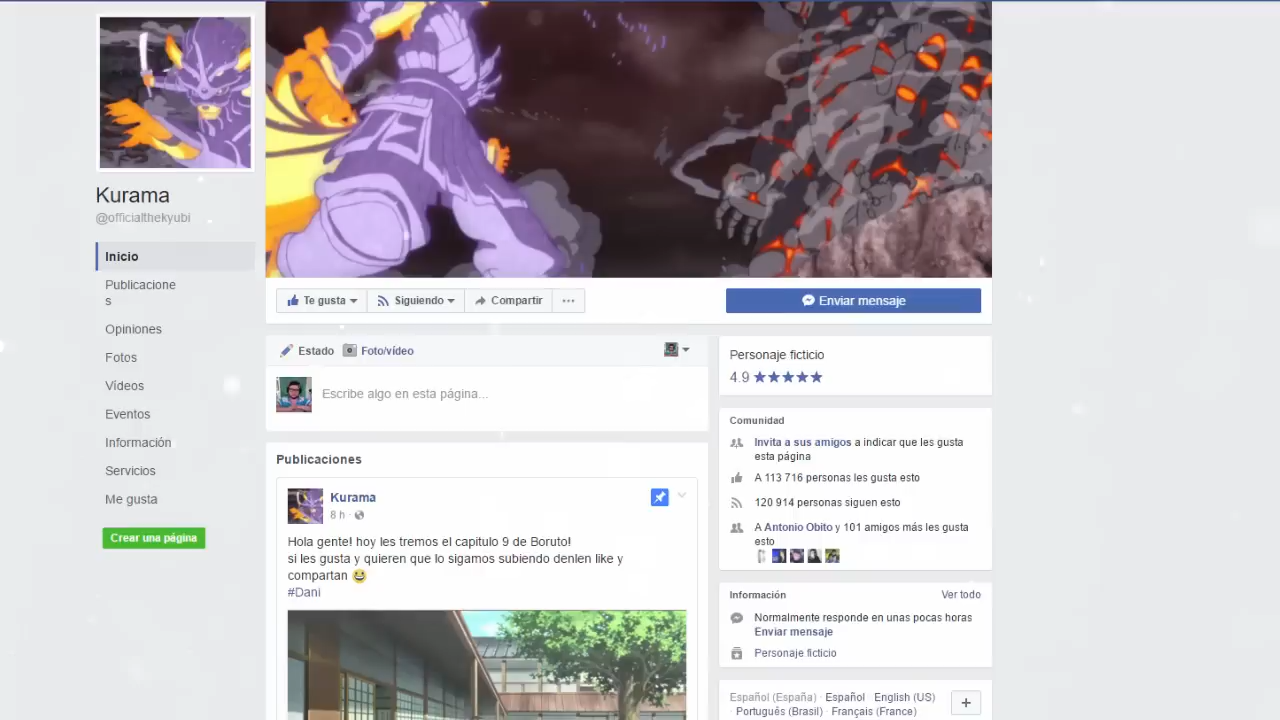 Kurama
@officialthekyubi
Inicio
Publicacione
s
Opiniones
Fotos
Vídeos
Eventos
Información
Servicios
Me gusta
Crear una página
Te gusta
Siguiendo
Compartir
Enviar mensaje
Estado
Foto/vídeo
Escribe algo en esta página...
Publicaciones
Kurama
8 h ·
Hola gente! hoy les tremos el capitulo 9 de Boruto!
si les gusta y quieren que lo sigamos subiendo denlen like y
compartan 😀
#Dani
Personaje ficticio
4.9 ★★★★★
Comunidad
Invita a sus amigos a indicar que les gusta
esta página
A 113 716 personas les gusta esto
120 914 personas siguen esto
A Antonio Obito y 101 amigos más les gusta
esto
Información
Ver todo
Normalmente responde en unas pocas horas
Enviar mensaje
Personaje ficticio
Español (España) · Español · English (US)
· Português (Brasil) · Français (France)